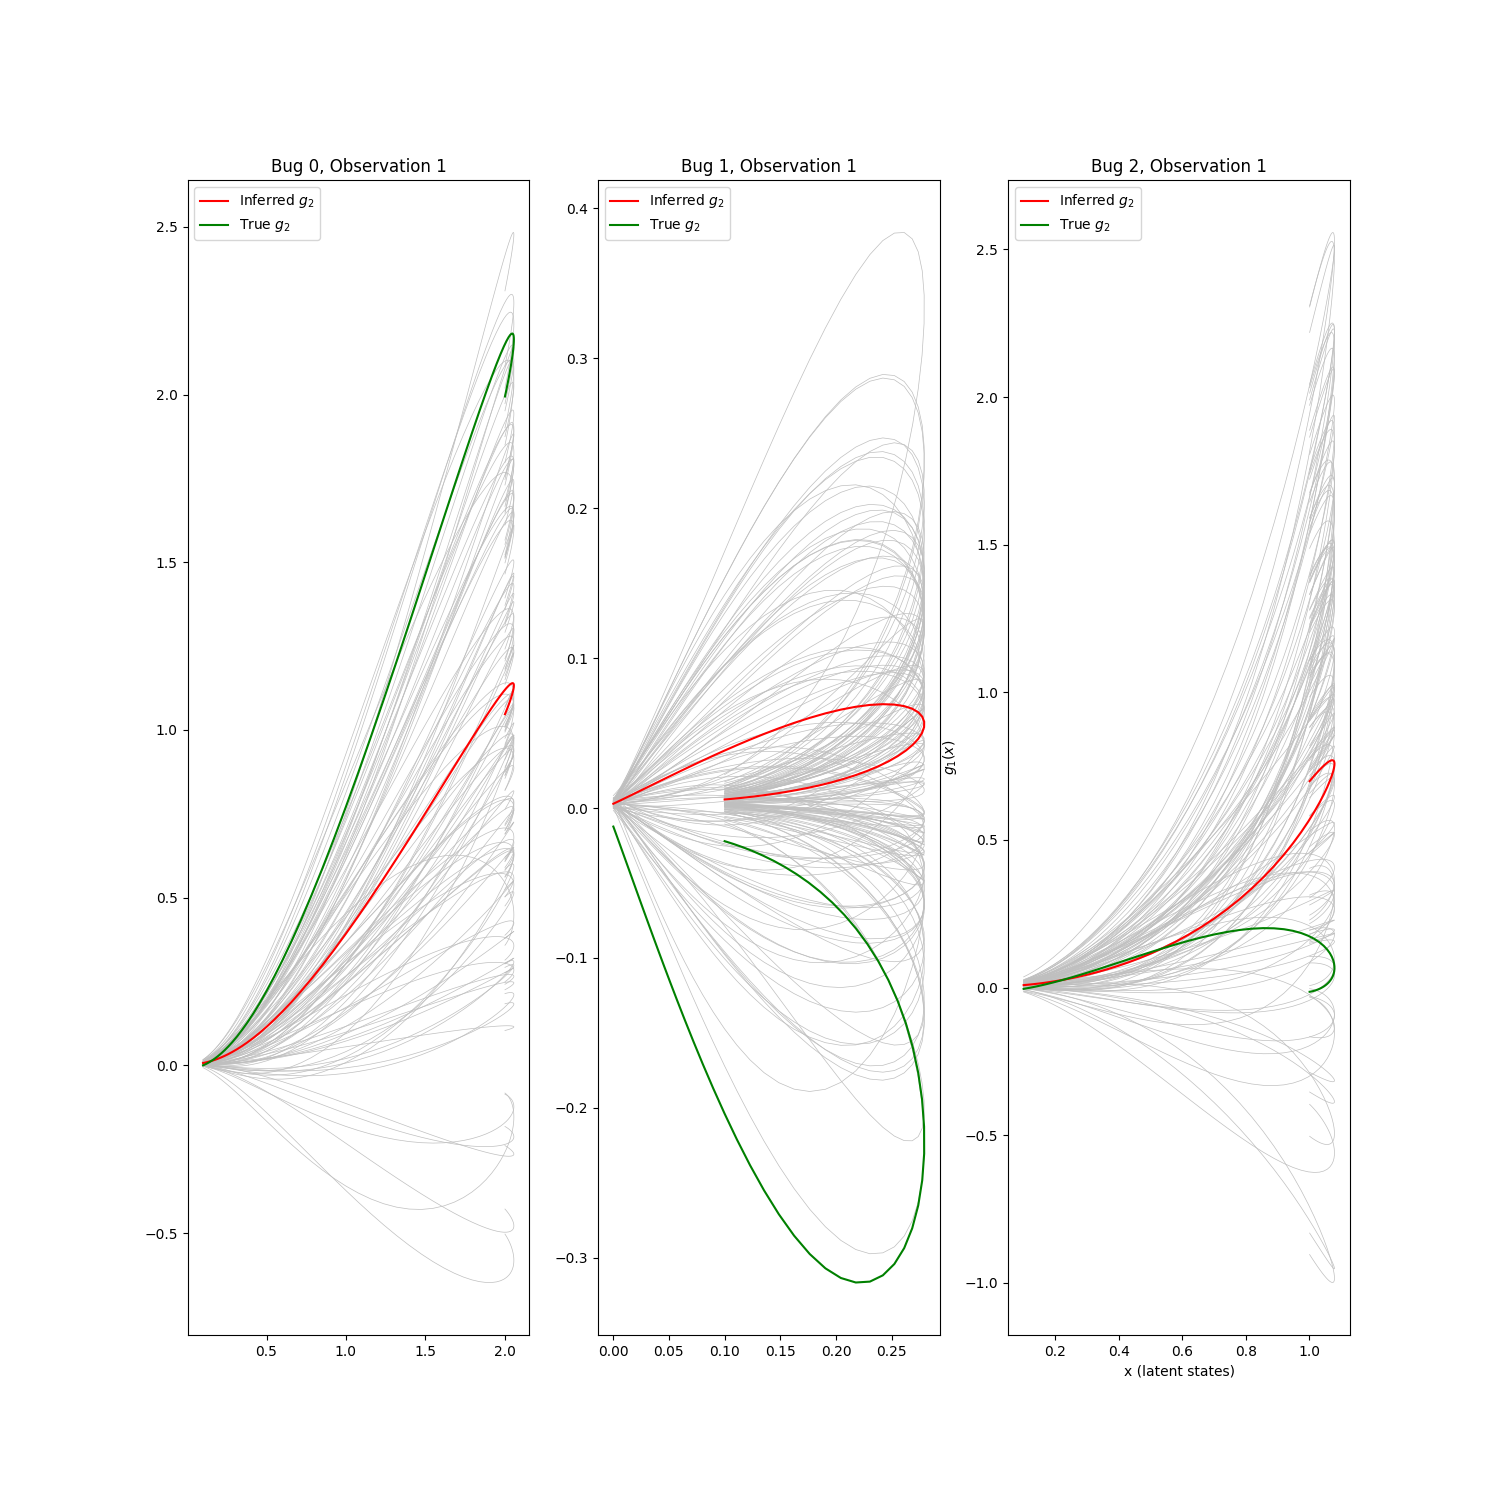 Bug 0, Observation 1
Inferred g₂
True g₂
2.5
2.0
1.5
1.0
0.5
0.0
−0.5
0.5 1.0 1.5 2.0
Bug 1, Observation 1
Inferred g₂
True g₂
0.4
0.3
0.2
0.1
0.0
−0.1
−0.2
−0.3
0.00 0.05 0.10 0.15 0.20 0.25
Bug 2, Observation 1
Inferred g₂
True g₂
g₁(x)
2.5
2.0
1.5
1.0
0.5
0.0
−0.5
−1.0
0.2 0.4 0.6 0.8 1.0
x (latent states)